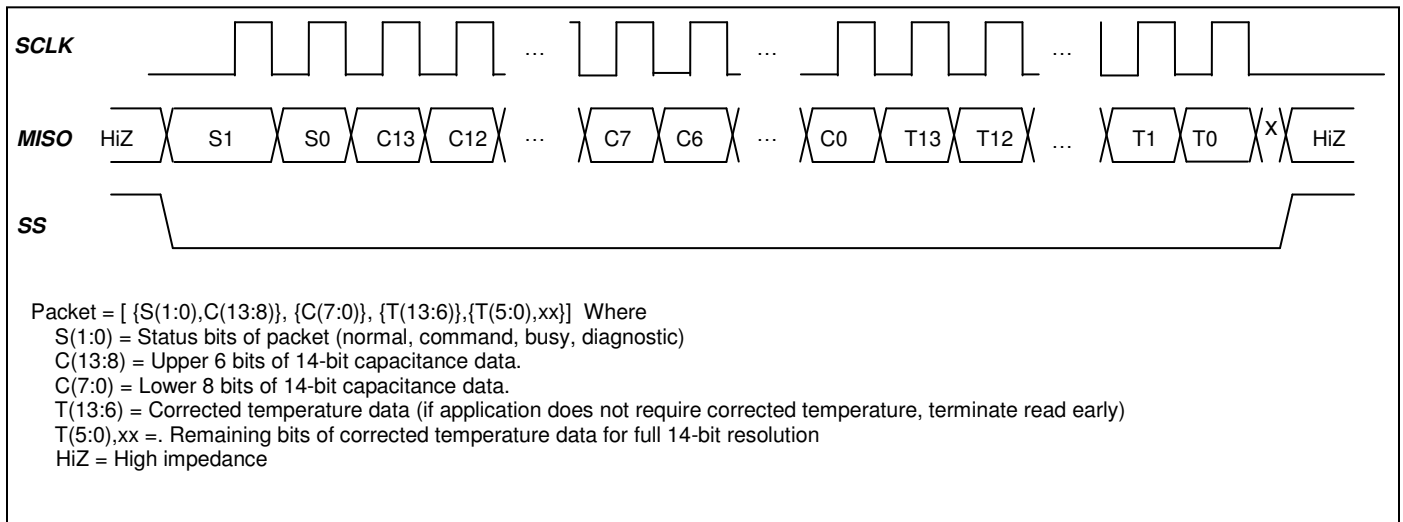 SCLK
... ... ...
MISO HiZ S1 S0 C13 C12 ... C7 C6 ... C0 T13 T12 ... T1 T0 X HiZ
SS
Packet = [ {S(1:0),C(13:8)}, {C(7:0)}, {T(13:6)},{T(5:0),xx}] Where
S(1:0) = Status bits of packet (normal, command, busy, diagnostic)
C(13:8) = Upper 6 bits of 14-bit capacitance data.
C(7:0) = Lower 8 bits of 14-bit capacitance data.
T(13:6) = Corrected temperature data (if application does not require corrected temperature, terminate read early)
T(5:0),xx =. Remaining bits of corrected temperature data for full 14-bit resolution
HiZ = High impedance